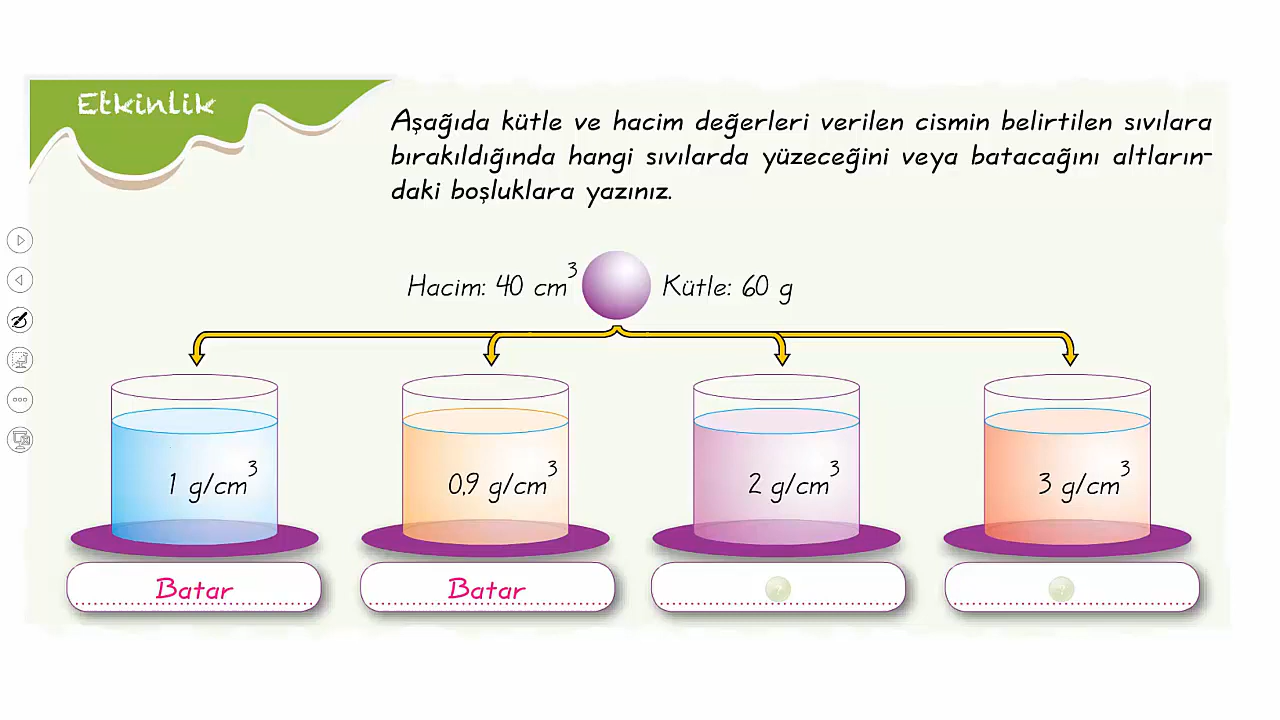 Etkinlik
Aşağıda kütle ve hacim değerleri verilen cismin belirtilen sıvılara
bırakıldığında hangi sıvılarda yüzeceğini veya batacağını altların-
daki boşluklara yazınız.
Hacim: 40 cm³ Kütle: 60 g
1 g/cm³ 0,9 g/cm³ 2 g/cm³ 3 g/cm³
Batar Batar ? ?